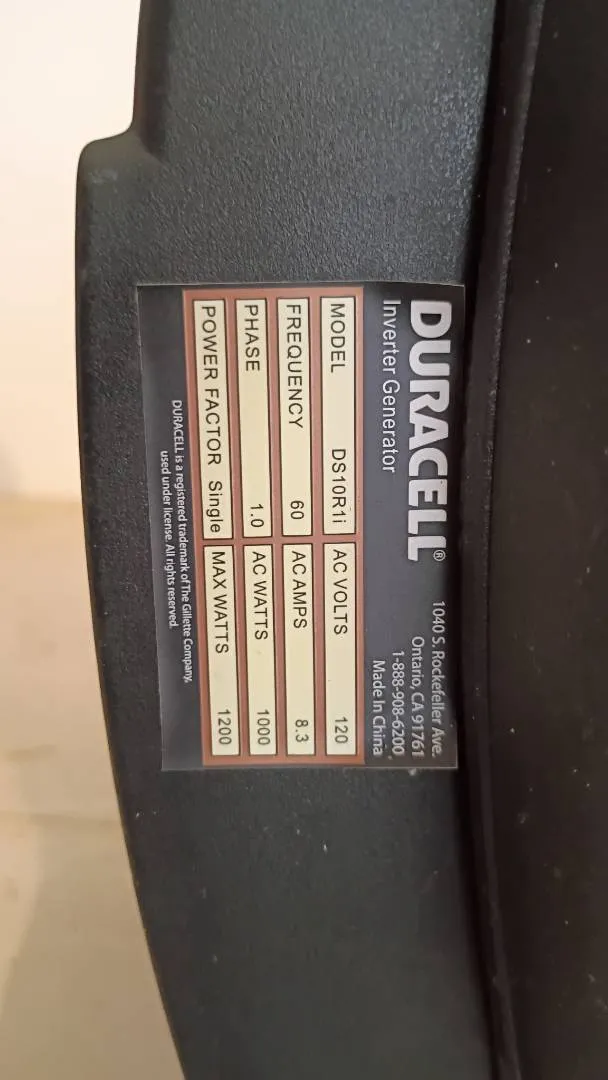 DURACELL®
Inverter Generator
1040 S. Rockefeller Ave.
Ontario, CA 91761
1-888-908-6200
Made In China
MODEL DS10R1i AC VOLTS 120
FREQUENCY 60 AC AMPS 8.3
PHASE 1.0 AC WATTS 1000
POWER FACTOR Single MAX WATTS 1200
DURACELL is a registered trademark of The Gillette Company,
used under license. All rights reserved.